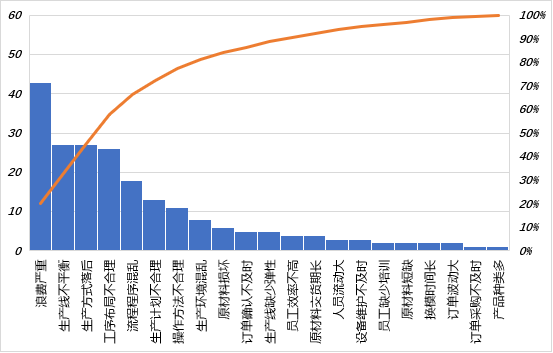 60
50
40
30
20
10
0
100%
90%
80%
70%
60%
50%
40%
30%
20%
10%
0%
浪费严重
生产线不平衡
生产方式落后
工序布局不合理
流程程序混乱
生产计划不合理
操作方法不合理
生产环境混乱
原材料损坏
订单确认不及时
生产线缺少弹性
员工效率不高
原材料交货期长
人员流动大
设备维护不及时
员工缺少培训
原材料短缺
换模时间长
订单波动大
订单采购不及时
产品种类多